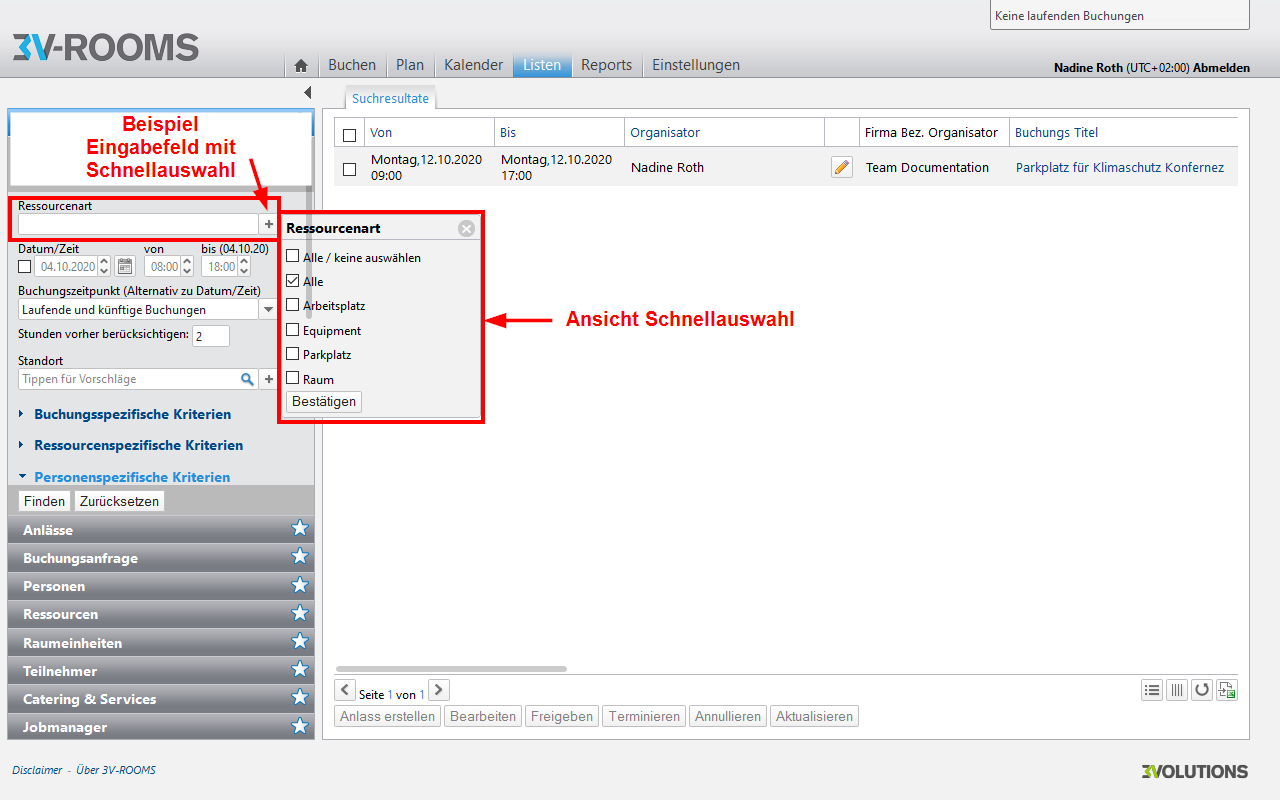 Keine laufenden Buchungen
3V-ROOMS
Buchen Plan Kalender Listen Reports Einstellungen
Nadine Roth (UTC+02:00) Abmelden
Suchresultate
Beispiel
Eingabefeld mit
Schnellauswahl
Ressourcenart
+
Datum/Zeit von bis (04.10.20)
04.10.2020 08:00 18:00
Buchungszeitpunkt (Alternativ zu Datum/Zeit)
Laufende und künftige Buchungen
Stunden vorher berücksichtigen: 2
Standort
Tippen für Vorschläge +
Buchungsspezifische Kriterien
Ressourcenspezifische Kriterien
Personenspezifische Kriterien
Finden Zurücksetzen
Anlässe
Buchungsanfrage
Personen
Ressourcen
Raumeinheiten
Teilnehmer
Catering & Services
Jobmanager
Von Bis Organisator Firma Bez. Organisator Buchungs Titel
Montag,12.10.2020 Montag,12.10.2020 Nadine Roth Team Documentation Parkplatz für Klimaschutz Konfernez
09:00 17:00
Ressourcenart
Alle / keine auswählen
Alle
Arbeitsplatz
Equipment
Parkplatz
Raum
Bestätigen
Ansicht Schnellauswahl
Seite 1 von 1
Anlass erstellen Bearbeiten Freigeben Terminieren Annullieren Aktualisieren
Disclaimer - Über 3V-ROOMS
3VOLUTIONS